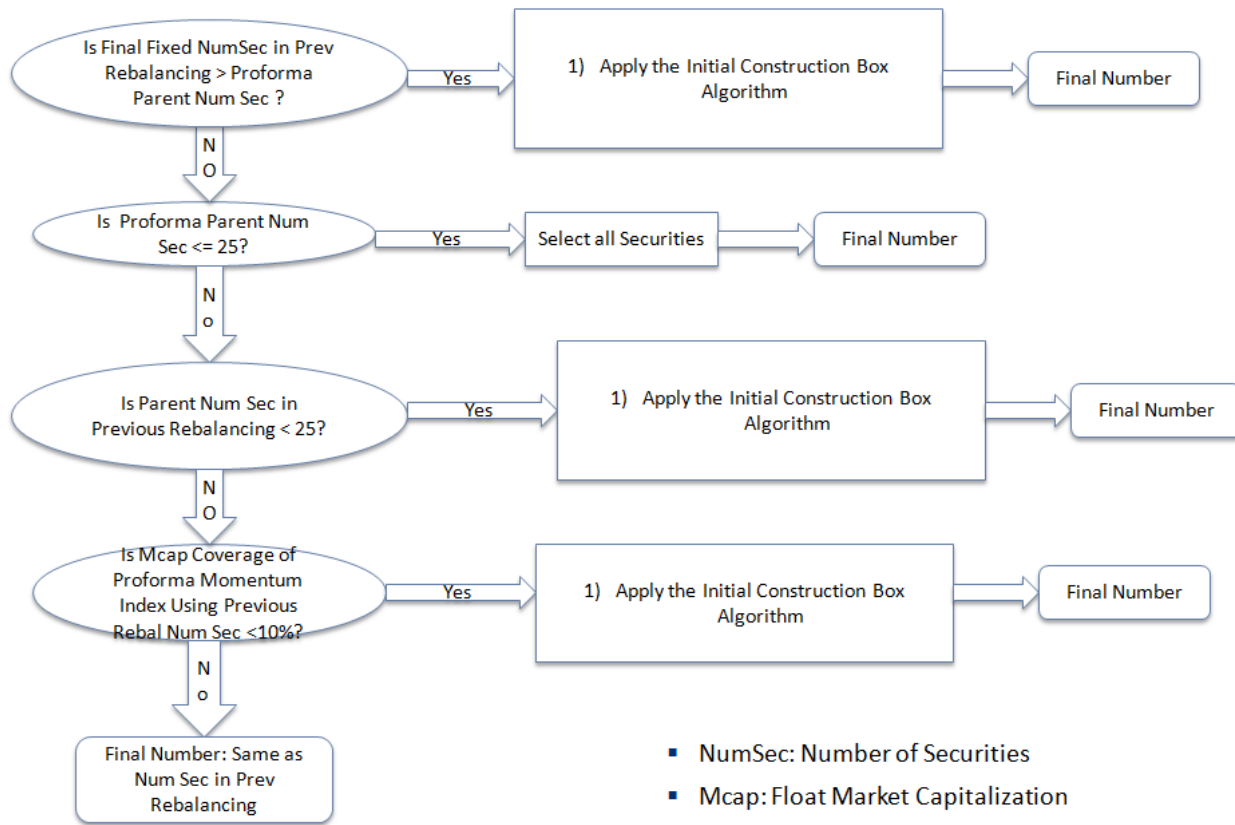 Is Final Fixed NumSec in Prev
Rebalancing > Proforma
Parent Num Sec ?
Yes
1) Apply the Initial Construction Box
Algorithm
Final Number
N
O
Is Proforma Parent Num
Sec <= 25?
Yes
Select all Securities
Final Number
N
o
Is Parent Num Sec in
Previous Rebalancing < 25?
Yes
1) Apply the Initial Construction Box
Algorithm
Final Number
N
O
Is Mcap Coverage of
Proforma Momentum
Index Using Previous
Rebal Num Sec <10%?
Yes
1) Apply the Initial Construction Box
Algorithm
Final Number
N
o
Final Number: Same as
Num Sec in Prev
Rebalancing
▪ NumSec: Number of Securities
▪ Mcap: Float Market Capitalization